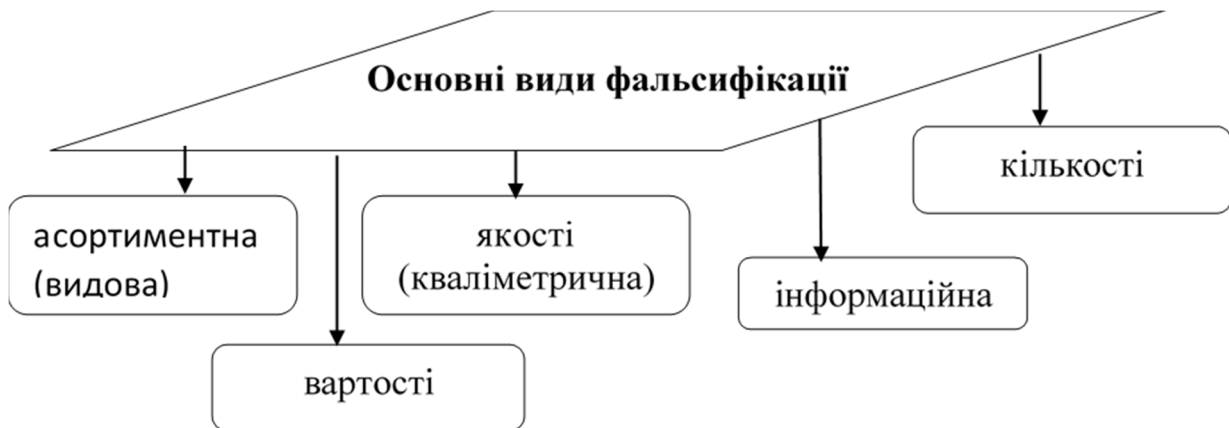 Основні види фальсифікації
кількості
асортиментна
(видова)
якості
(кваліметрична)
інформаційна
вартості